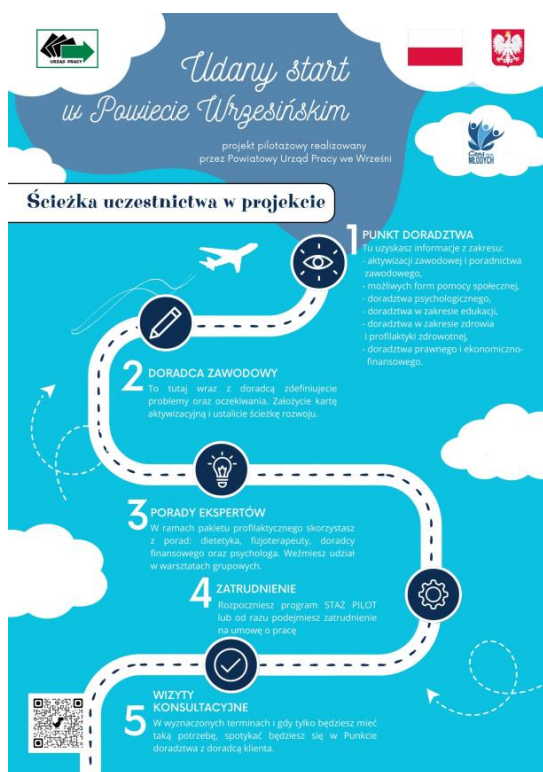 URZĄD PRACY
Udany start
w Powiecie Wrzesińskim
projekt pilotażowy realizowany
przez Powiatowy Urząd Pracy we Wrześni
Czas na
MŁODYCH
Ścieżka uczestnictwa w projekcie
1 PUNKT DORADZTWA
Tu uzyskasz informacje z zakresu:
- aktywizacji zawodowej i poradnictwa
zawodowego,
- możliwych form pomocy społecznej,
- doradztwa psychologicznego,
- doradztwa w zakresie edukacji,
- doradztwa w zakresie zdrowia
i profilaktyki zdrowotnej,
- doradztwa prawnego i ekonomiczno-
finansowego.
2 DORADCA ZAWODOWY
To tutaj wraz z doradcą zdefiniujecie
problemy oraz oczekiwania. Założycie kartę
aktywizacyjną i ustalicie ścieżkę rozwoju.
3 PORADY EKSPERTÓW
W ramach pakietu profilaktycznego skorzystasz
z porad: dietetyka, fizjoterapeuty, doradcy
finansowego oraz psychologa. Weźmiesz udział
w warsztatach grupowych.
4 ZATRUDNIENIE
Rozpoczniesz program STAŻ PILOT
lub od razu podejmiesz zatrudnienie
na umowę o pracę
5 WIZYTY
KONSULTACYJNE
W wyznaczonych terminach i gdy tylko będziesz mieć
taką potrzebę, spotykać będziesz się w Punkcie
doradztwa z doradcą klienta.